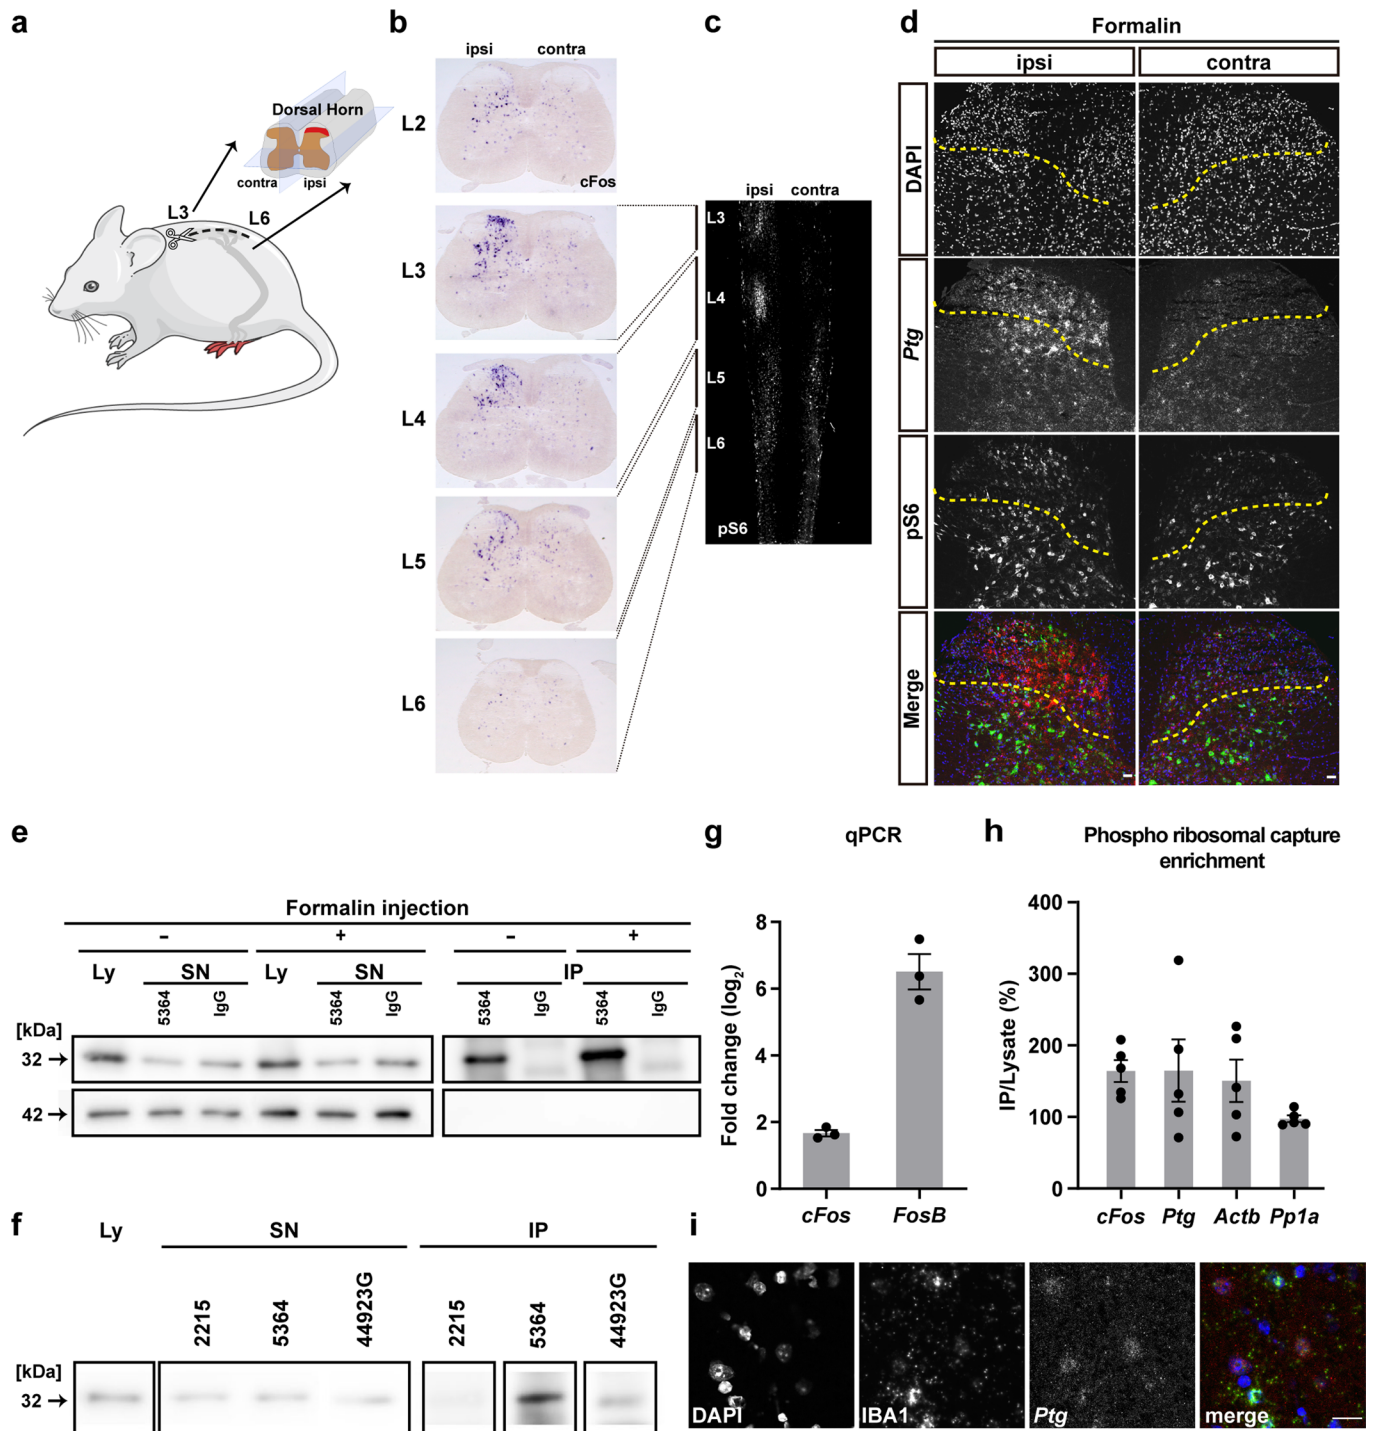 a
Dorsal Horn
contra
ipsi
L3
L6
b
ipsi
contra
L2
cFos
L3
L4
L5
L6
c
ipsi
contra
L3
L4
L5
L6
pS6
d
Formalin
ipsi
contra
DAPI
Ptg
pS6
Merge
e
Formalin injection
–
+
–
+
Ly
SN
Ly
SN
IP
5364
IgG
5364
IgG
5364
IgG
5364
IgG
[kDa]
32
42
f
Ly
SN
IP
2215
5364
44923G
2215
5364
44923G
[kDa]
32
g
qPCR
Fold change (log2)
8
6
4
2
0
cFos
FosB
h
Phospho ribosomal capture
enrichment
IP/Lysate (%)
400
300
200
100
0
cFos
Ptg
Actb
Pp1a
i
DAPI
IBA1
Ptg
merge